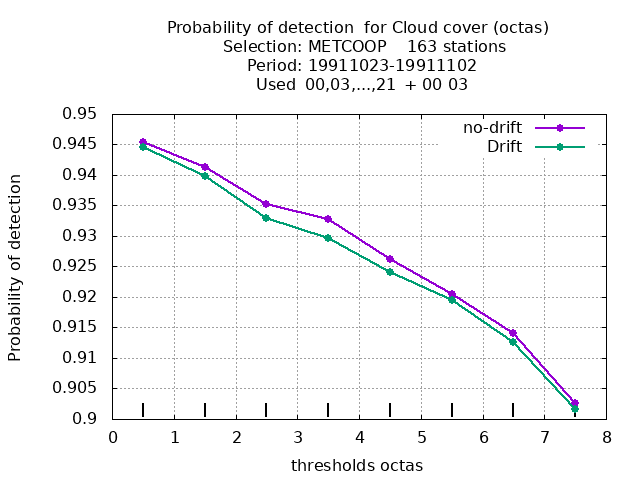 Probability of detection  for Cloud cover (octas)
Selection: METCOOP    163 stations
Period: 19911023-19911102
Used  00,03,...,21  + 00 03
no-drift
Drift
0.95
0.945
0.94
0.935
0.93
0.925
0.92
0.915
0.91
0.905
0.9
Probability of detection
0 1 2 3 4 5 6 7 8
thresholds octas